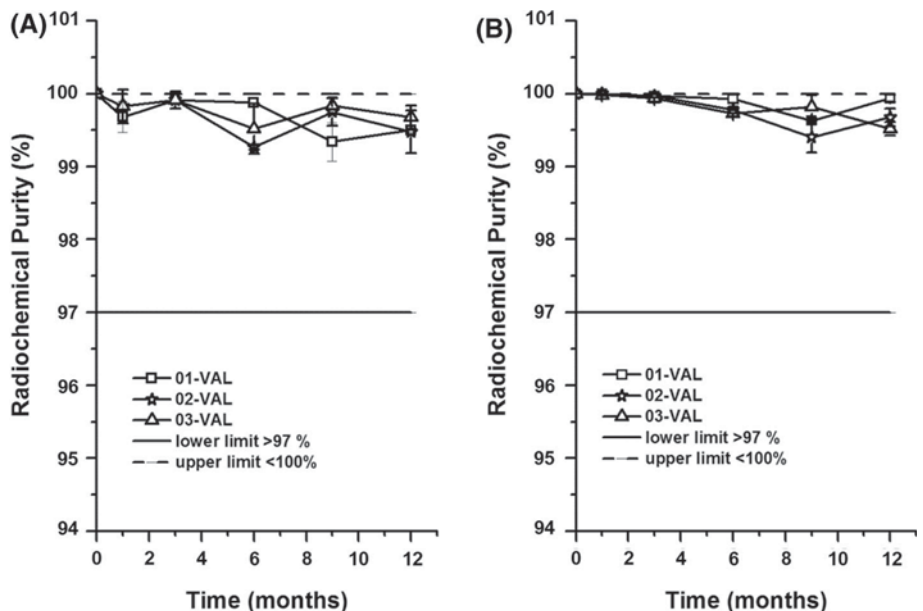 (A)
101
100
99
98
97
96
95
94
Radiochemical Purity (%)
01-VAL
02-VAL
03-VAL
lower limit >97 %
upper limit <100%
0 2 4 6 8 10 12
Time (months)
(B)
101
100
99
98
97
96
95
94
Radiochemical Purity (%)
01-VAL
02-VAL
03-VAL
lower limit >97 %
upper limit <100%
0 2 4 6 8 10 12
Time (months)